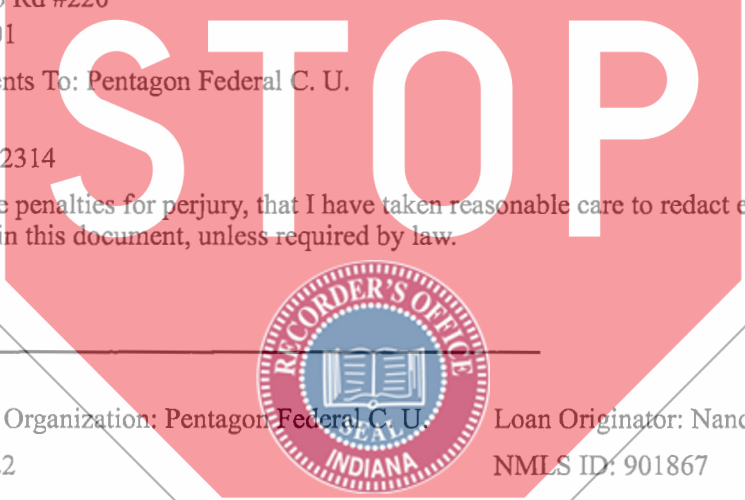 Rd #220
01
STOP
nts To: Pentagon Federal C. U.
2314
e penalties for perjury, that I have taken reasonable care to redact e
in this document, unless required by law.
RECORDER'S OFFICE
SEAL
INDIANA
Organization: Pentagon Federal C. U. Loan Originator: Nanc
2 NMLS ID: 901867